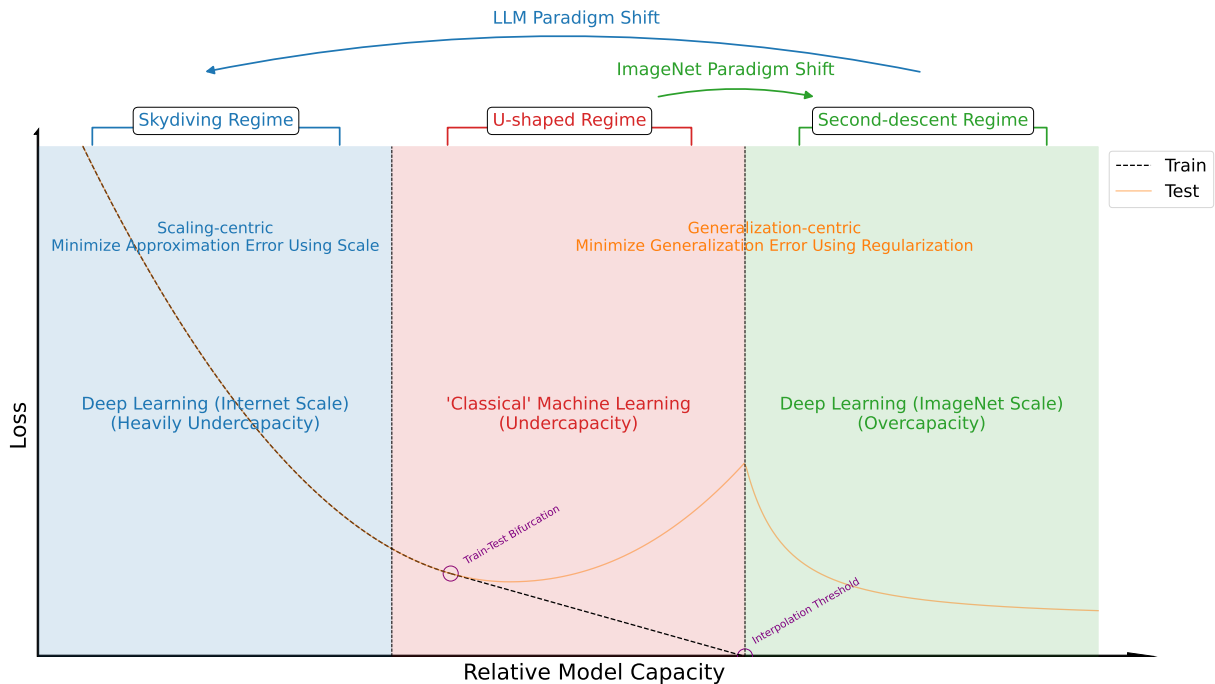 LLM Paradigm Shift
ImageNet Paradigm Shift
Skydiving Regime
U-shaped Regime
Second-descent Regime
Train
Test
Scaling-centric
Minimize Approximation Error Using Scale
Generalization-centric
Minimize Generalization Error Using Regularization
Deep Learning (Internet Scale)
(Heavily Undercapacity)
'Classical' Machine Learning
(Undercapacity)
Deep Learning (ImageNet Scale)
(Overcapacity)
Loss
Train-Test Bifurcation
Interpolation Threshold
Relative Model Capacity